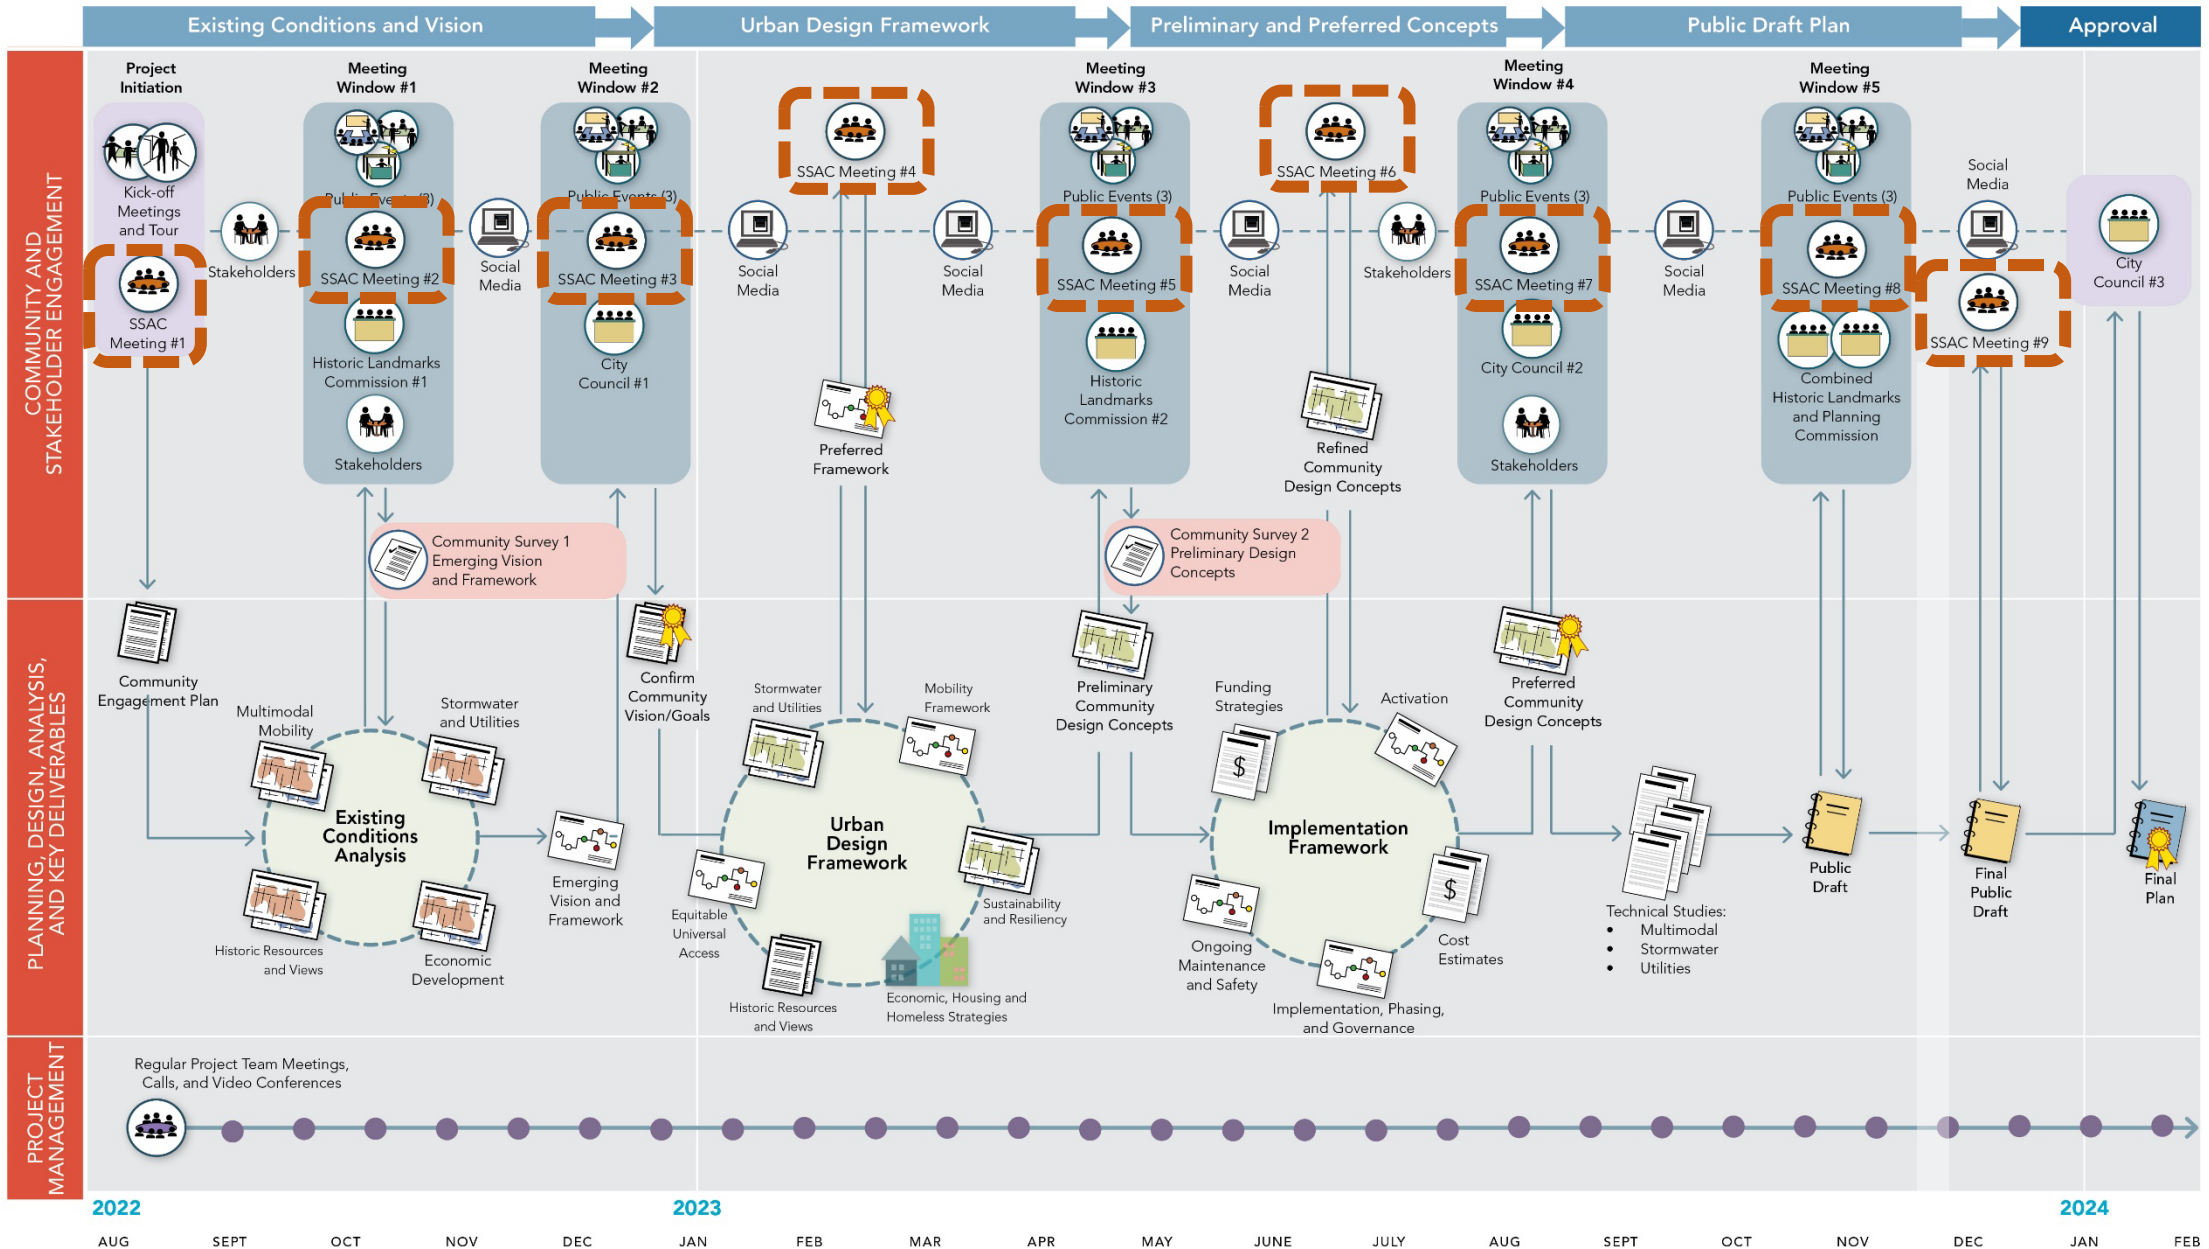 Existing Conditions and Vision
Urban Design Framework
Preliminary and Preferred Concepts
Public Draft Plan
Approval
COMMUNITY AND
STAKEHOLDER ENGAGEMENT
Project
Initiation
Kick-off
Meetings
and Tour
SSAC
Meeting #1
Stakeholders
Meeting
Window #1
Public Events (3)
SSAC Meeting #2
Historic Landmarks
Commission #1
Stakeholders
Social
Media
Meeting
Window #2
Public Events (3)
SSAC Meeting #3
City
Council #1
Social
Media
SSAC Meeting #4
Preferred
Framework
Social
Media
Meeting
Window #3
Public Events (3)
SSAC Meeting #5
Historic
Landmarks
Commission #2
Social
Media
SSAC Meeting #6
Refined
Community
Design Concepts
Stakeholders
Meeting
Window #4
Public Events (3)
SSAC Meeting #7
City Council #2
Stakeholders
Social
Media
Meeting
Window #5
Public Events (3)
SSAC Meeting #8
Combined
Historic Landmarks
and Planning
Commission
Social
Media
SSAC Meeting #9
City
Council #3
Community Survey 1
Emerging Vision
and Framework
Community Survey 2
Preliminary Design
Concepts
PLANNING, DESIGN, ANALYSIS,
AND KEY DELIVERABLES
Community
Engagement Plan
Multimodal
Mobility
Stormwater
and Utilities
Existing
Conditions
Analysis
Historic Resources
and Views
Economic
Development
Emerging
Vision and
Framework
Confirm
Community
Vision/Goals
Stormwater
and Utilities
Mobility
Framework
Urban
Design
Framework
Equitable
Universal
Access
Sustainability
and Resiliency
Historic Resources
and Views
Economic, Housing and
Homeless Strategies
Preliminary
Community
Design Concepts
Funding
Strategies
$
Activation
Implementation
Framework
$
Ongoing
Maintenance
and Safety
Cost
Estimates
Implementation, Phasing,
and Governance
Preferred
Community
Design Concepts
Technical Studies:
• Multimodal
• Stormwater
• Utilities
Public
Draft
Final
Public
Draft
Final
Plan
PROJECT
MANAGEMENT
Regular Project Team Meetings,
Calls, and Video Conferences
2022
2023
2024
AUG SEPT OCT NOV DEC JAN FEB MAR APR MAY JUNE JULY AUG SEPT OCT NOV DEC JAN FEB